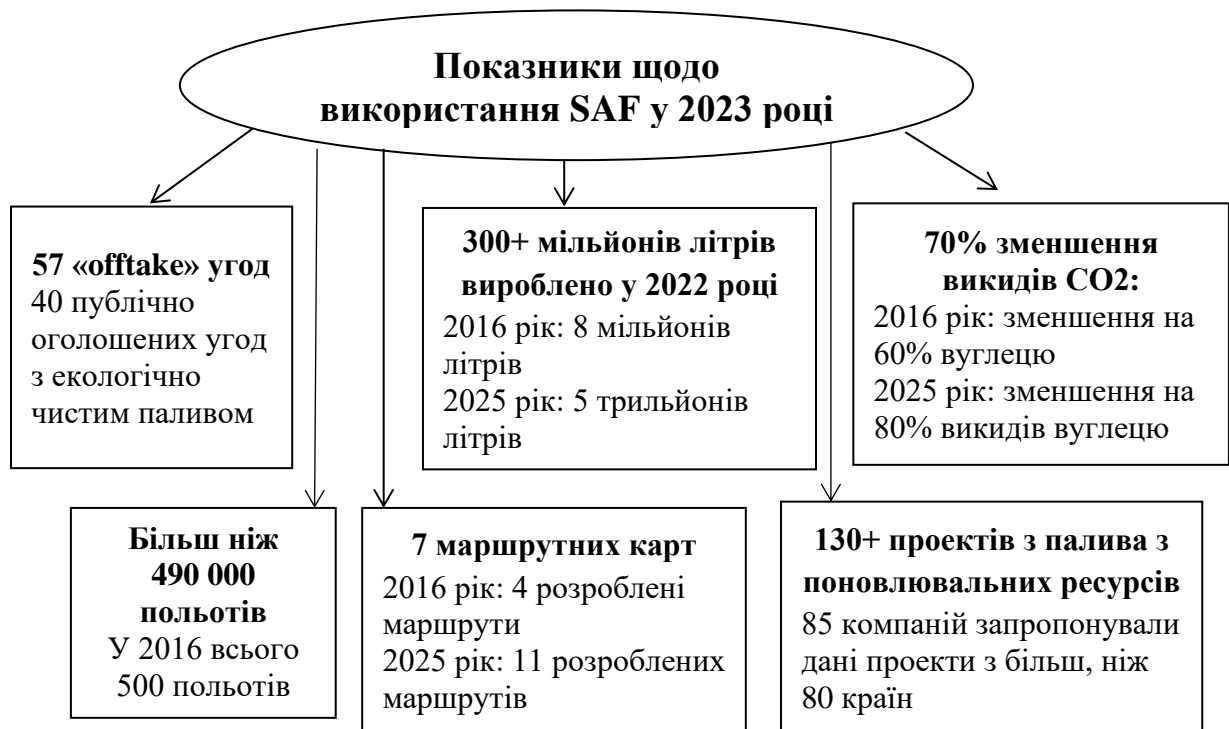 Показники щодо
використання SAF у 2023 році
57 «offtake» угод
40 публічно
оголошених угод
з екологічно
чистим паливом
300+ мільйонів літрів
вироблено у 2022 році
2016 рік: 8 мільйонів
літрів
2025 рік: 5 трильйонів
літрів
70% зменшення
викидів СО2:
2016 рік: зменшення на
60% вуглецю
2025 рік: зменшення на
80% викидів вуглецю
Більш ніж
490 000
польотів
У 2016 всього
500 польотів
7 маршрутних карт
2016 рік: 4 розроблені
маршрути
2025 рік: 11 розроблених
маршрутів
130+ проектів з палива з
поновлювальних ресурсів
85 компаній запропонували
дані проекти з більш, ніж
80 країн